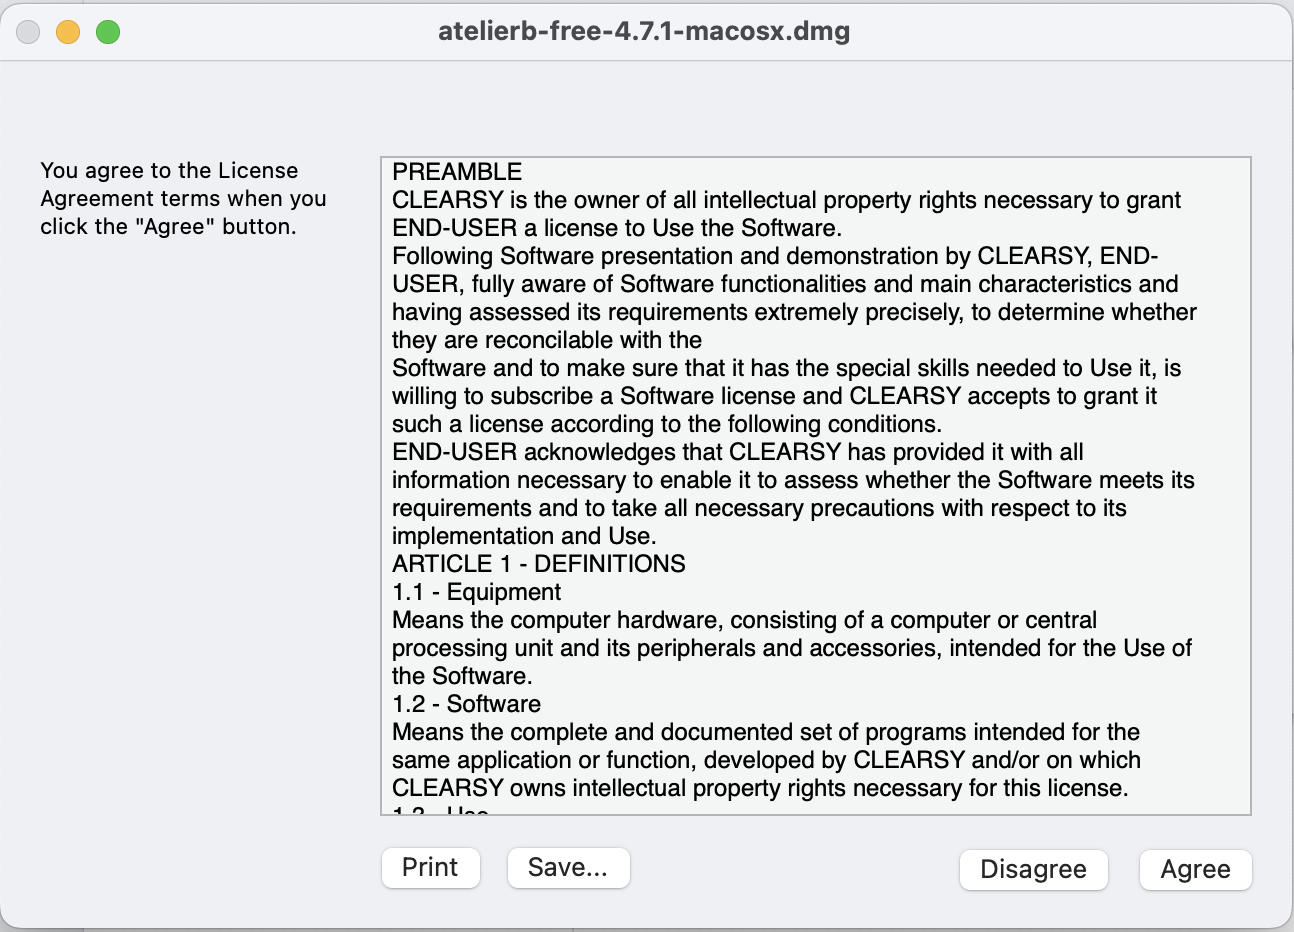 atelierb-free-4.7.1-macosx.dmg
You agree to the License
Agreement terms when you
click the "Agree" button.
PREAMBLE
CLEARSY is the owner of all intellectual property rights necessary to grant
END-USER a license to Use the Software.
Following Software presentation and demonstration by CLEARSY, END-
USER, fully aware of Software functionalities and main characteristics and
having assessed its requirements extremely precisely, to determine whether
they are reconcilable with the
Software and to make sure that it has the special skills needed to Use it, is
willing to subscribe a Software license and CLEARSY accepts to grant it
such a license according to the following conditions.
END-USER acknowledges that CLEARSY has provided it with all
information necessary to enable it to assess whether the Software meets its
requirements and to take all necessary precautions with respect to its
implementation and Use.
ARTICLE 1 - DEFINITIONS
1.1 - Equipment
Means the computer hardware, consisting of a computer or central
processing unit and its peripherals and accessories, intended for the Use of
the Software.
1.2 - Software
Means the complete and documented set of programs intended for the
same application or function, developed by CLEARSY and/or on which
CLEARSY owns intellectual property rights necessary for this license.
1.3 - Use
Print
Save...
Disagree
Agree